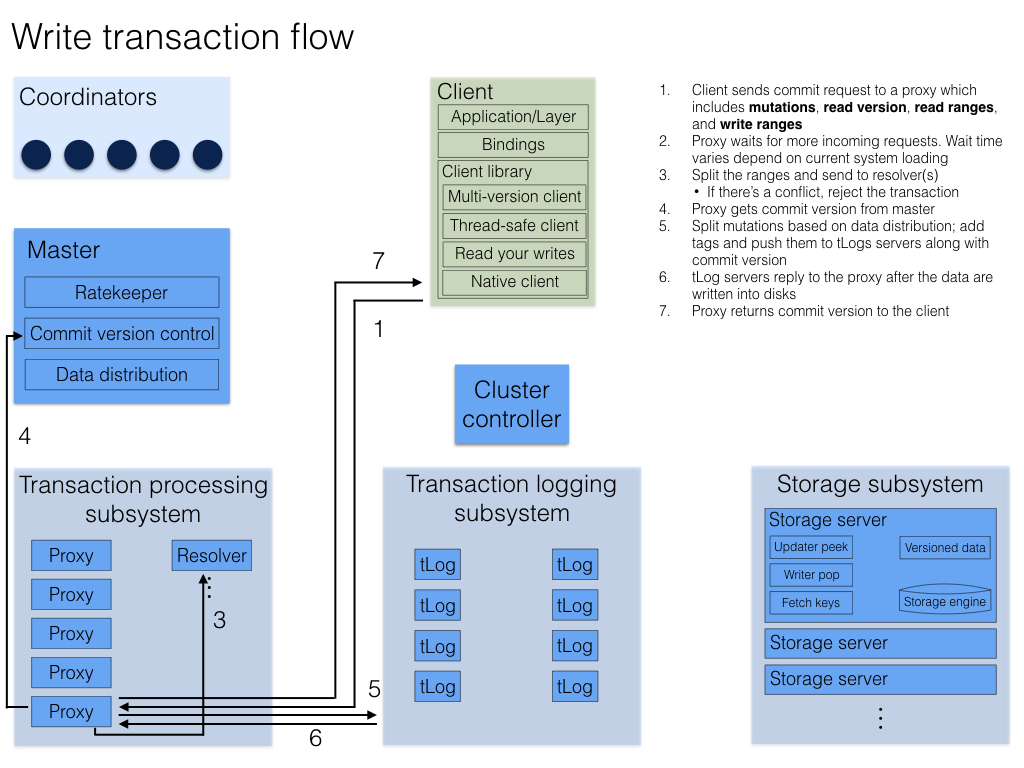 Write transaction flow
Coordinators
Client
Application/Layer
Bindings
Client library
Multi-version client
Thread-safe client
Read your writes
Native client
1. Client sends commit request to a proxy which
includes mutations, read version, read ranges,
and write ranges
2. Proxy waits for more incoming requests. Wait time
varies depend on current system loading
3. Split the ranges and send to resolver(s)
• If there's a conflict, reject the transaction
4. Proxy gets commit version from master
5. Split mutations based on data distribution; add
tags and push them to tLogs servers along with
commit version
6. tLog servers reply to the proxy after the data are
written into disks
7. Proxy returns commit version to the client
Master
Ratekeeper
Commit version control
Data distribution
7
1
4
Cluster
controller
Transaction processing
subsystem
Proxy
Proxy
Proxy
Proxy
Proxy
Resolver
3
5
6
Transaction logging
subsystem
tLog
tLog
tLog
tLog
tLog
tLog
tLog
tLog
Storage subsystem
Storage server
Updater peek
Versioned data
Writer pop
Fetch keys
Storage engine
Storage server
Storage server